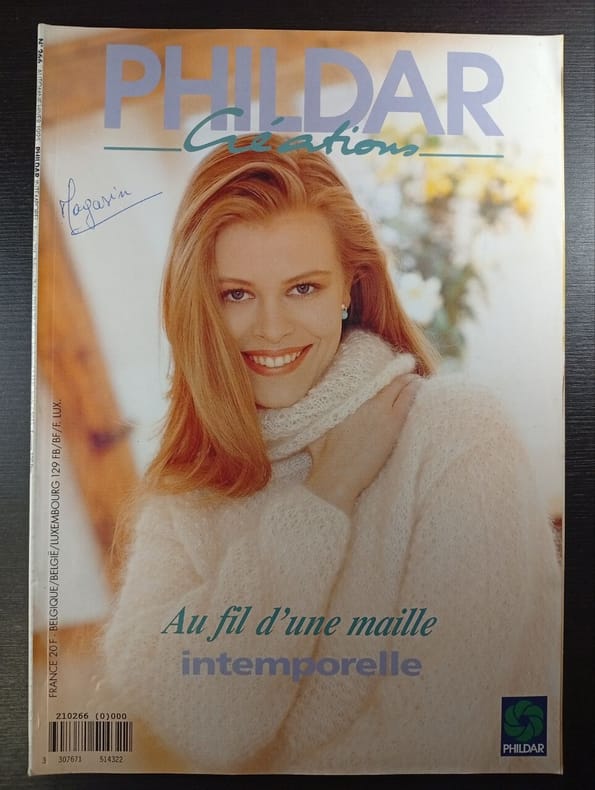 PHILDAR
Créations
Magasin
Au fil d'une maille
intemporelle
FRANCE 20 F - BELGIQUE/BELGIË/LUXEMBOURG 129 FB/BF/F. LUX.
210266 (0)000
3 307671 514322
PHILDAR